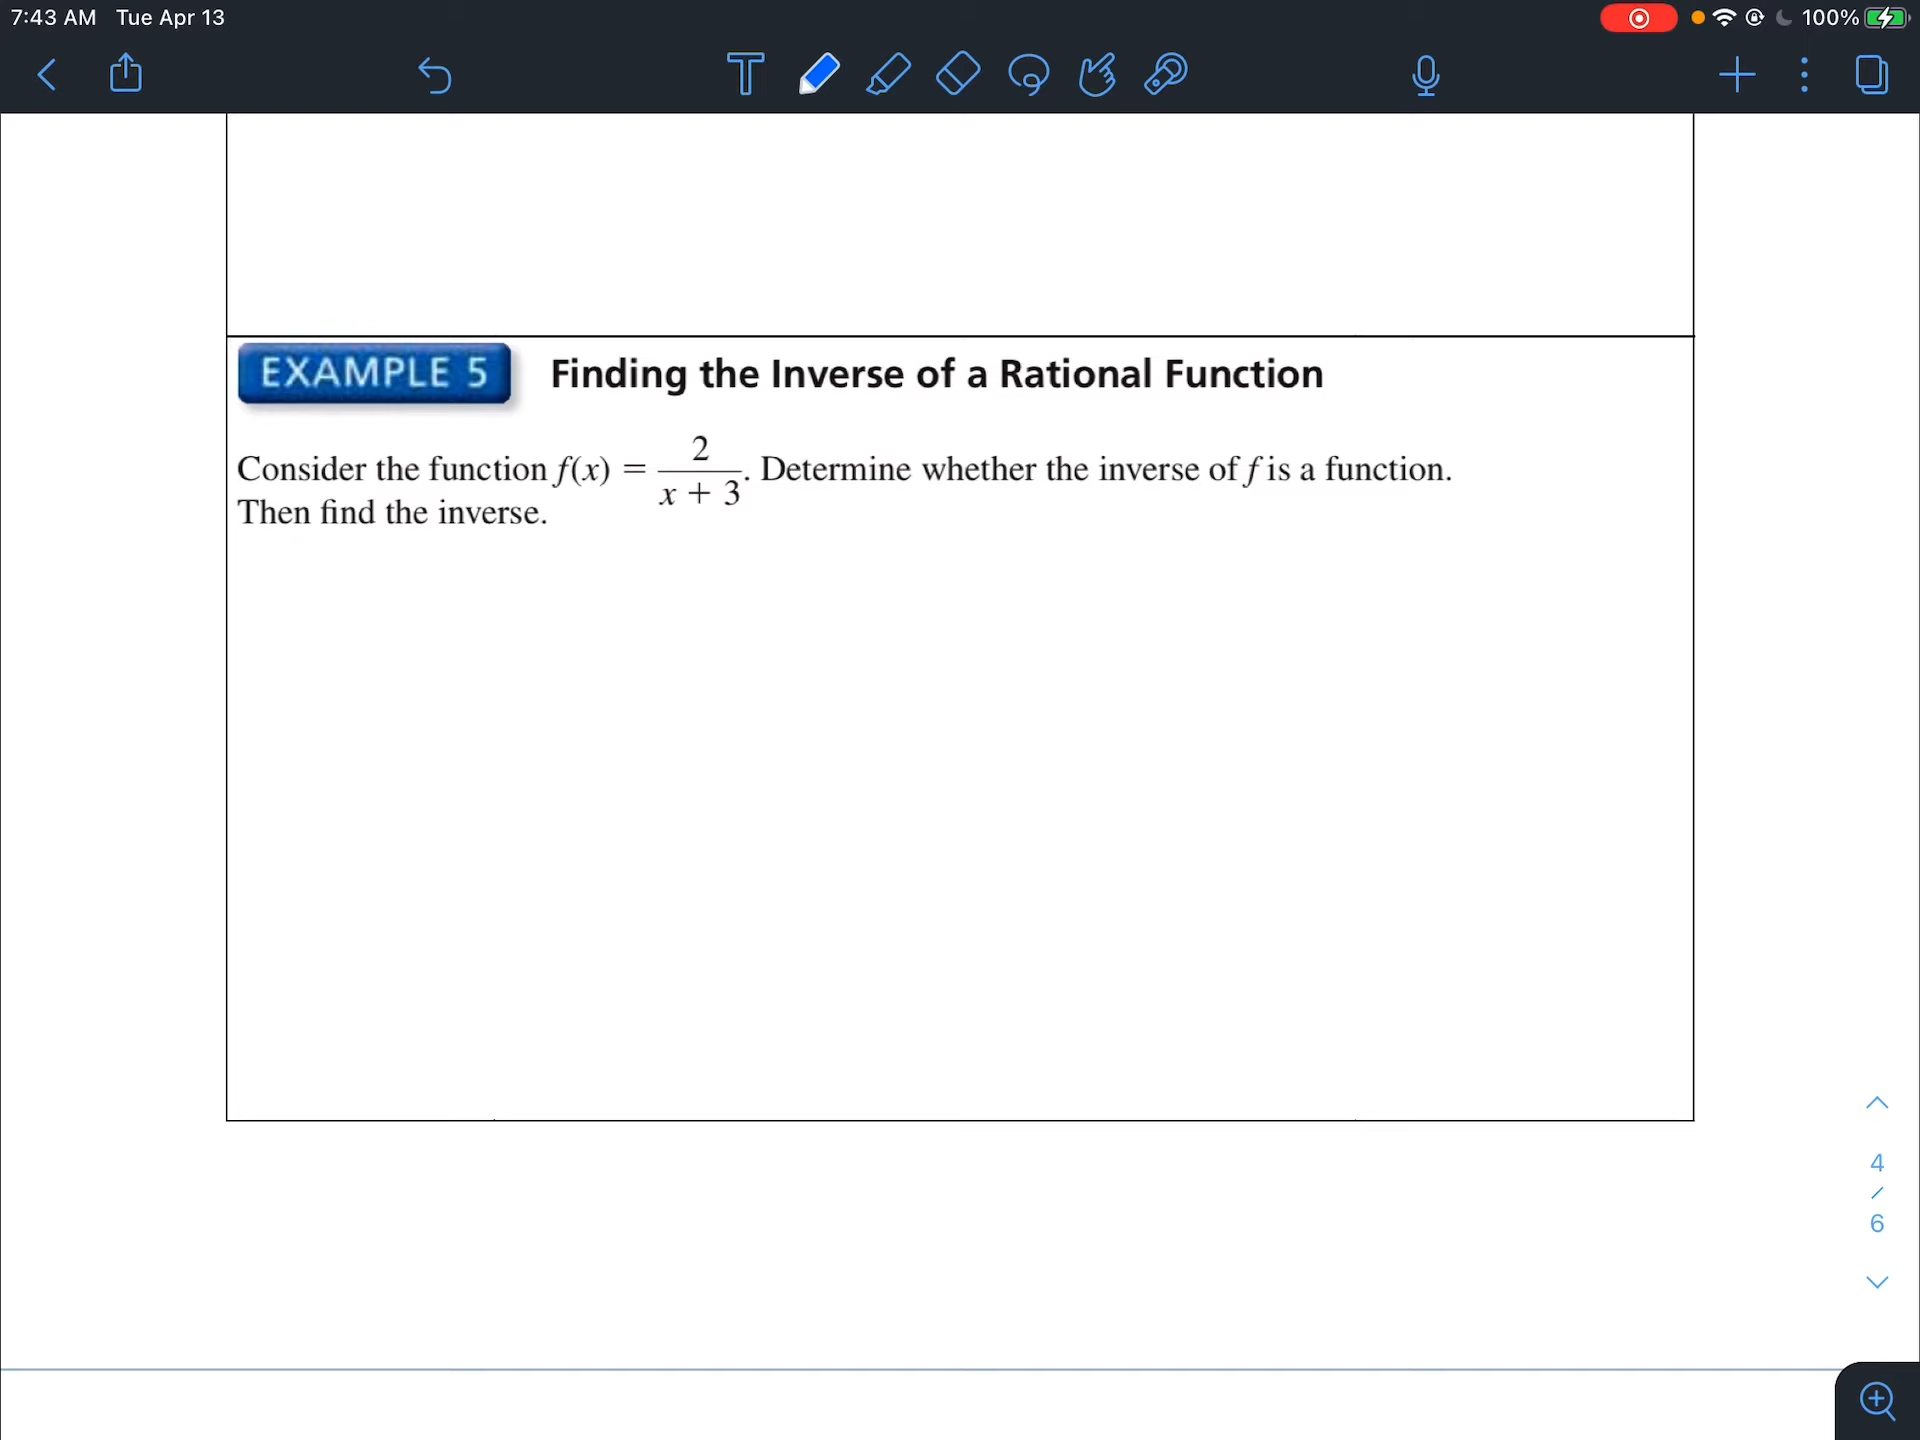 7:43 AM Tue Apr 13 100%
EXAMPLE 5 Finding the Inverse of a Rational Function
Consider the function f(x) = 2/(x + 3). Determine whether the inverse of f is a function.
Then find the inverse.
4
/
6